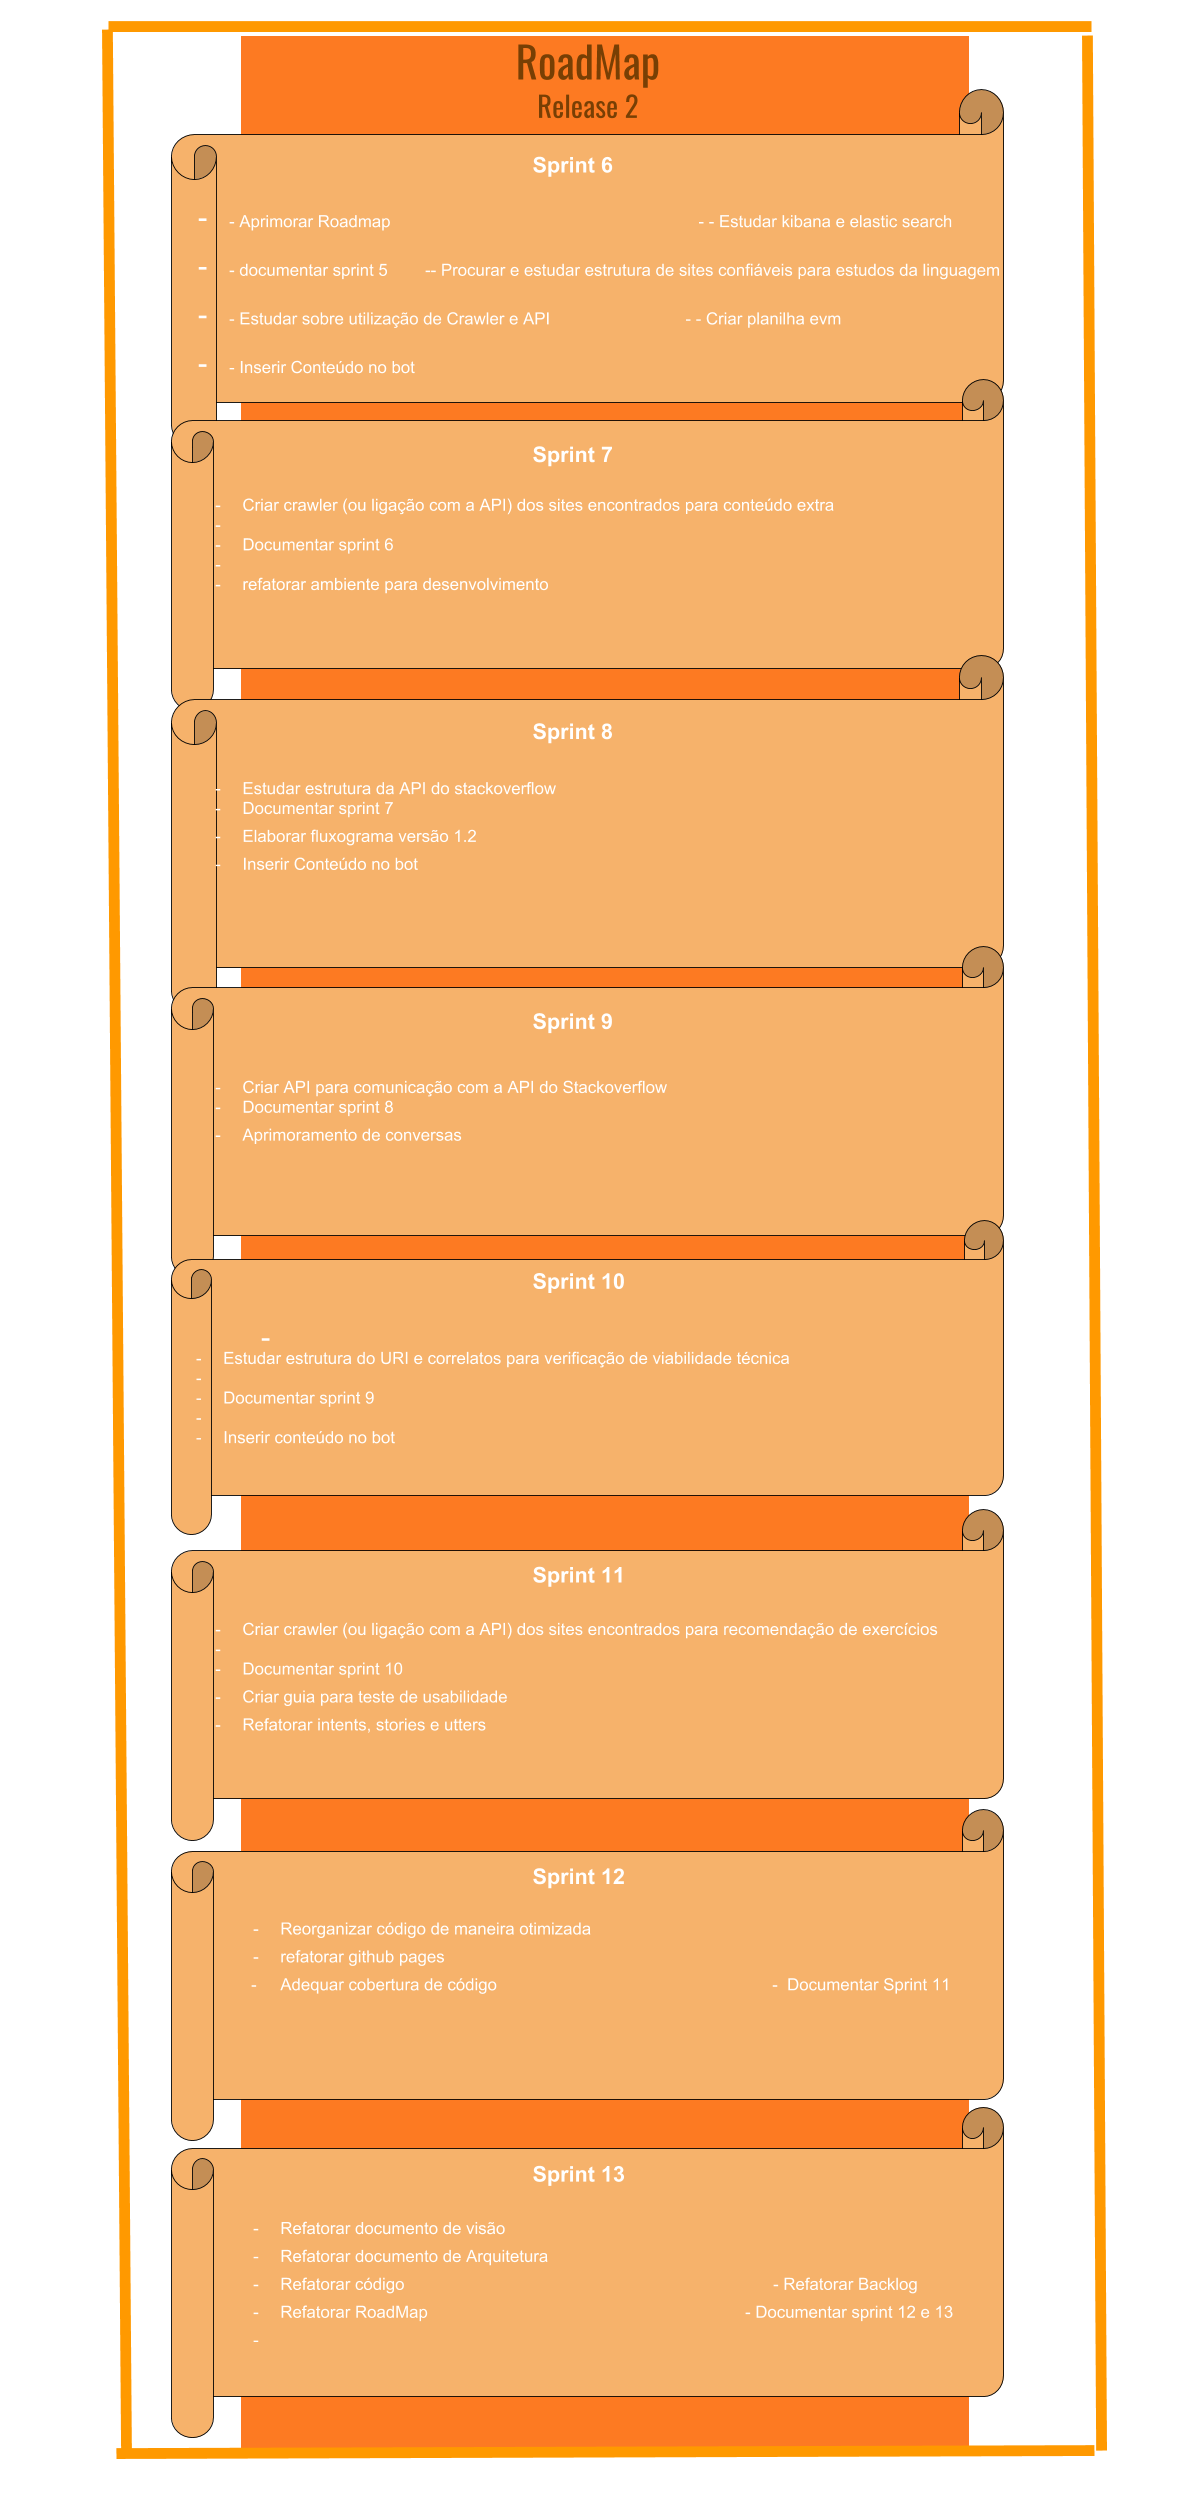 RoadMap
Release 2
Sprint 6
- - Aprimorar Roadmap - - Estudar kibana e elastic search
- - documentar sprint 5 -- Procurar e estudar estrutura de sites confiáveis para estudos da linguagem
- - Estudar sobre utilização de Crawler e API - - Criar planilha evm
- - Inserir Conteúdo no bot
Sprint 7
- Criar crawler (ou ligação com a API) dos sites encontrados para conteúdo extra
-
- Documentar sprint 6
-
- refatorar ambiente para desenvolvimento
Sprint 8
- Estudar estrutura da API do stackoverflow
- Documentar sprint 7
- Elaborar fluxograma versão 1.2
- Inserir Conteúdo no bot
Sprint 9
- Criar API para comunicação com a API do Stackoverflow
- Documentar sprint 8
- Aprimoramento de conversas
Sprint 10
-
- Estudar estrutura do URI e correlatos para verificação de viabilidade técnica
-
- Documentar sprint 9
-
- Inserir conteúdo no bot
Sprint 11
- Criar crawler (ou ligação com a API) dos sites encontrados para recomendação de exercícios
-
- Documentar sprint 10
- Criar guia para teste de usabilidade
- Refatorar intents, stories e utters
Sprint 12
- Reorganizar código de maneira otimizada
- refatorar github pages
- Adequar cobertura de código - Documentar Sprint 11
Sprint 13
- Refatorar documento de visão
- Refatorar documento de Arquitetura
- Refatorar código - Refatorar Backlog
- Refatorar RoadMap - Documentar sprint 12 e 13
-